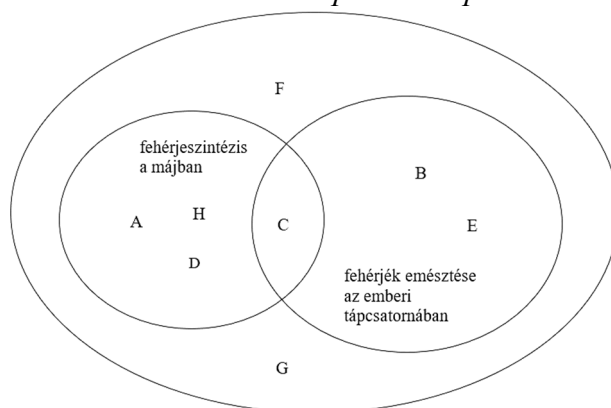 F
fehérjeszintézis
a májban
B
A
H
C
E
D
fehérjék emésztése
az emberi
tápcsatornában
G